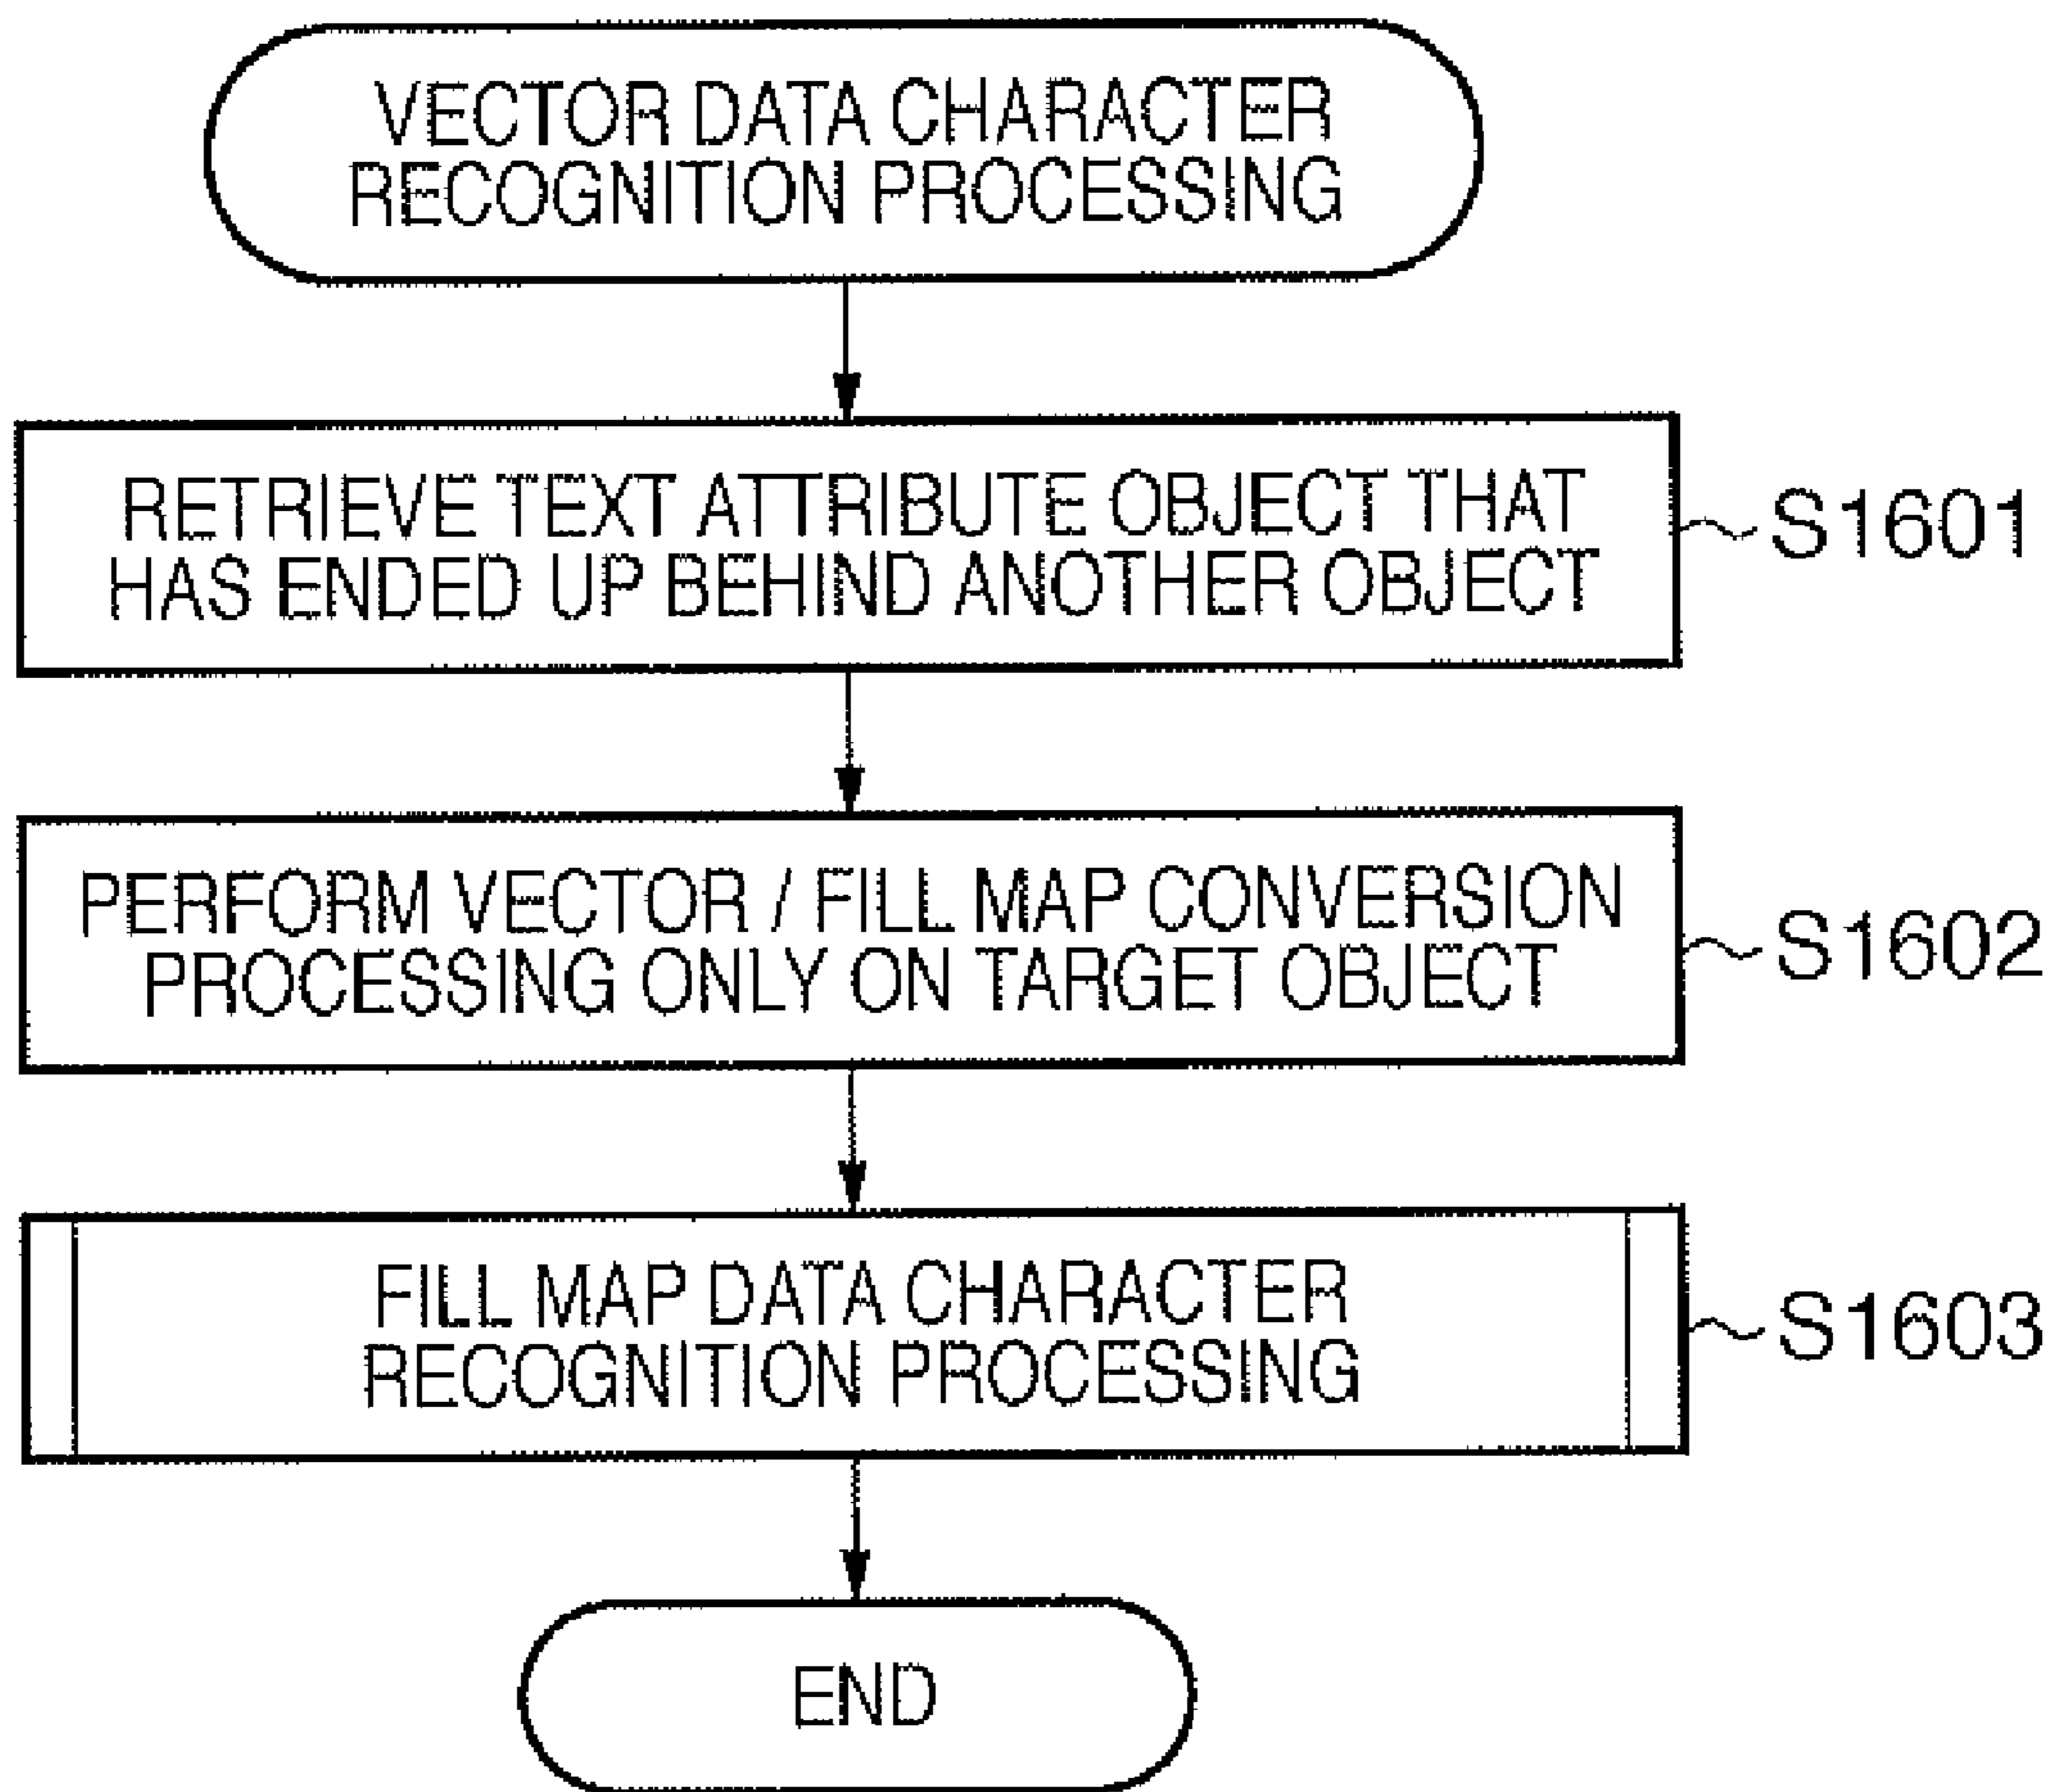 VECTOR DATA CHARACTER
RECOGNITION PROCESSING
RETRIEVE TEXT ATTRIBUTE OBJECT THAT
HAS ENDED UP BEHIND ANOTHER OBJECT
S1601
PERFORM VECTOR / FILL MAP CONVERSION
PROCESSING ONLY ON TARGET OBJECT
S1602
FILL MAP DATA CHARACTER
RECOGNITION PROCESSING
S1603
END